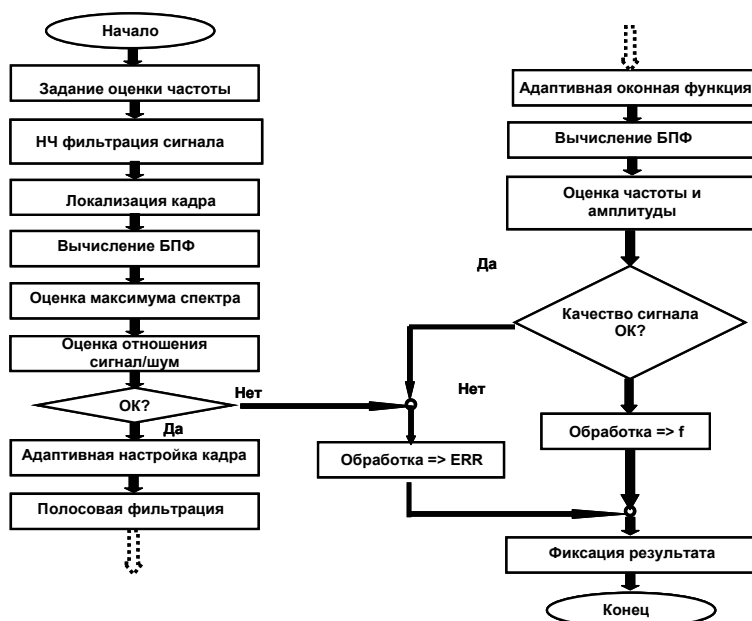 Начало
Задание оценки частоты
НЧ фильтрация сигнала
Локализация кадра
Вычисление БПФ
Оценка максимума спектра
Оценка отношения
сигнал/шум
ОК?
Нет
Да
Адаптивная настройка кадра
Полосовая фильтрация
Адаптивная оконная функция
Вычисление БПФ
Оценка частоты и
амплитуды
Да
Качество сигнала
ОК?
Нет
Обработка => f
Обработка => ERR
Фиксация результата
Конец